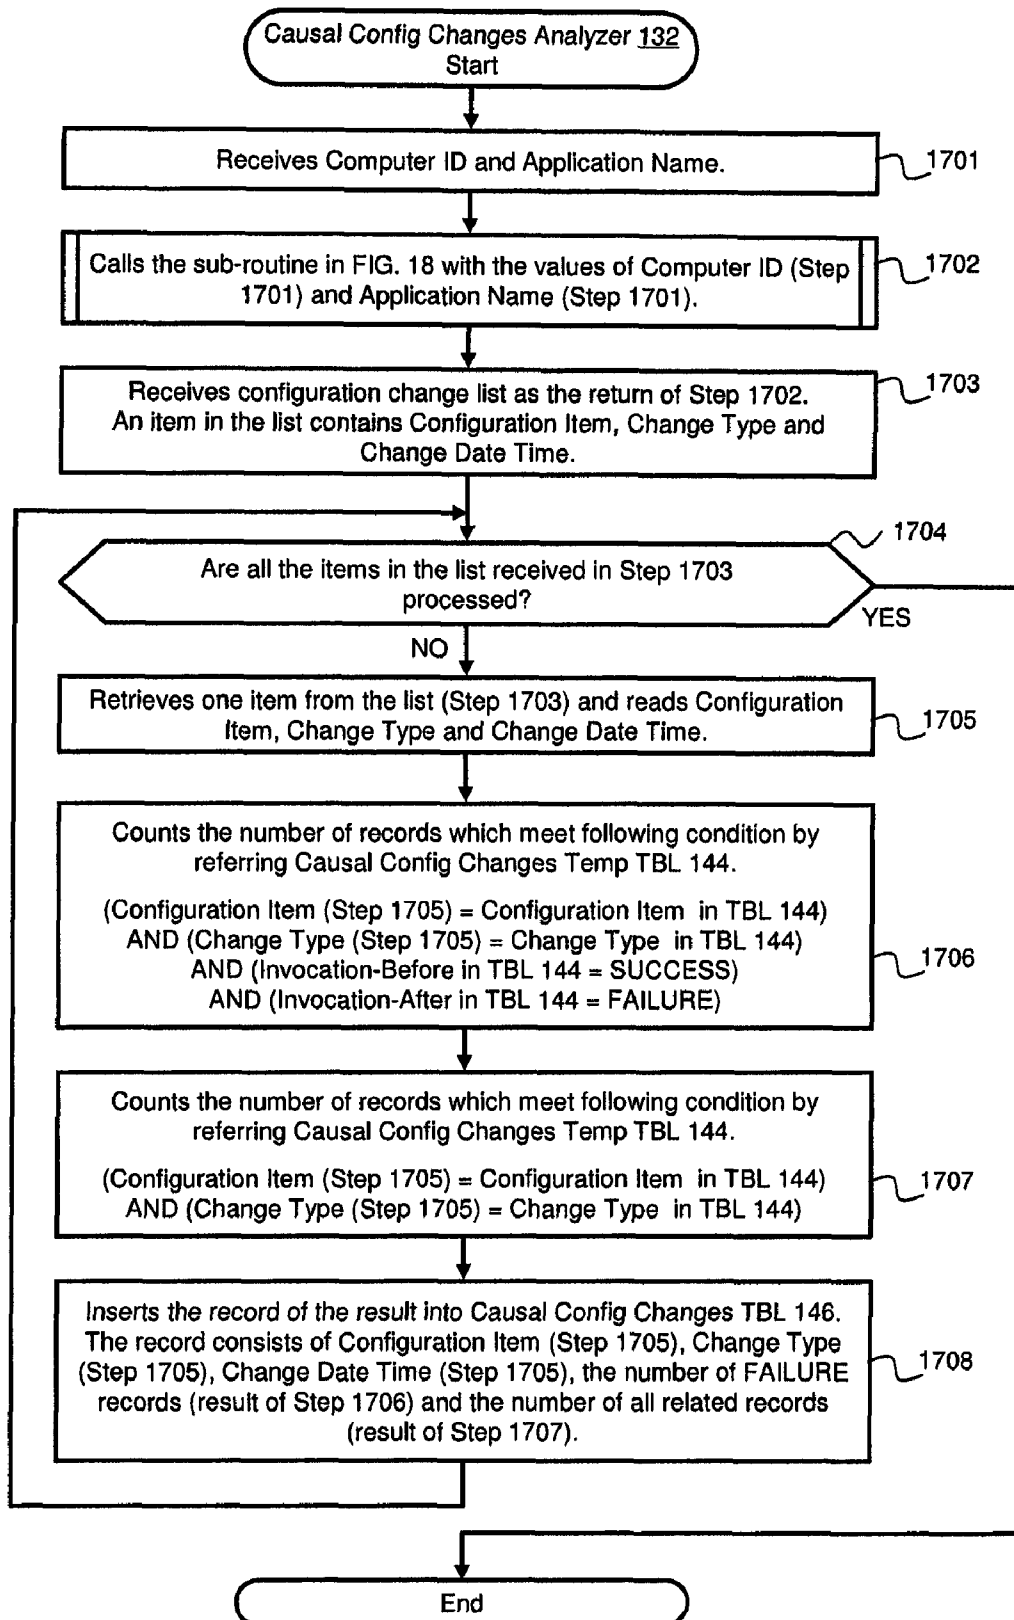 Causal Config Changes Analyzer 132
Start
Receives Computer ID and Application Name.
1701
Calls the sub-routine in FIG. 18 with the values of Computer ID (Step
1701) and Application Name (Step 1701).
1702
Receives configuration change list as the return of Step 1702.
An item in the list contains Configuration Item, Change Type and
Change Date Time.
1703
1704
Are all the items in the list received in Step 1703
processed?
YES
NO
Retrieves one item from the list (Step 1703) and reads Configuration
Item, Change Type and Change Date Time.
1705
Counts the number of records which meet following condition by
referring Causal Config Changes Temp TBL 144.
(Configuration Item (Step 1705) = Configuration Item in TBL 144)
AND (Change Type (Step 1705) = Change Type in TBL 144)
AND (Invocation-Before in TBL 144 = SUCCESS)
AND (Invocation-After in TBL 144 = FAILURE)
1706
Counts the number of records which meet following condition by
referring Causal Config Changes Temp TBL 144.
(Configuration Item (Step 1705) = Configuration Item in TBL 144)
AND (Change Type (Step 1705) = Change Type in TBL 144)
1707
Inserts the record of the result into Causal Config Changes TBL 146.
The record consists of Configuration Item (Step 1705), Change Type
(Step 1705), Change Date Time (Step 1705), the number of FAILURE
records (result of Step 1706) and the number of all related records
(result of Step 1707).
1708
End